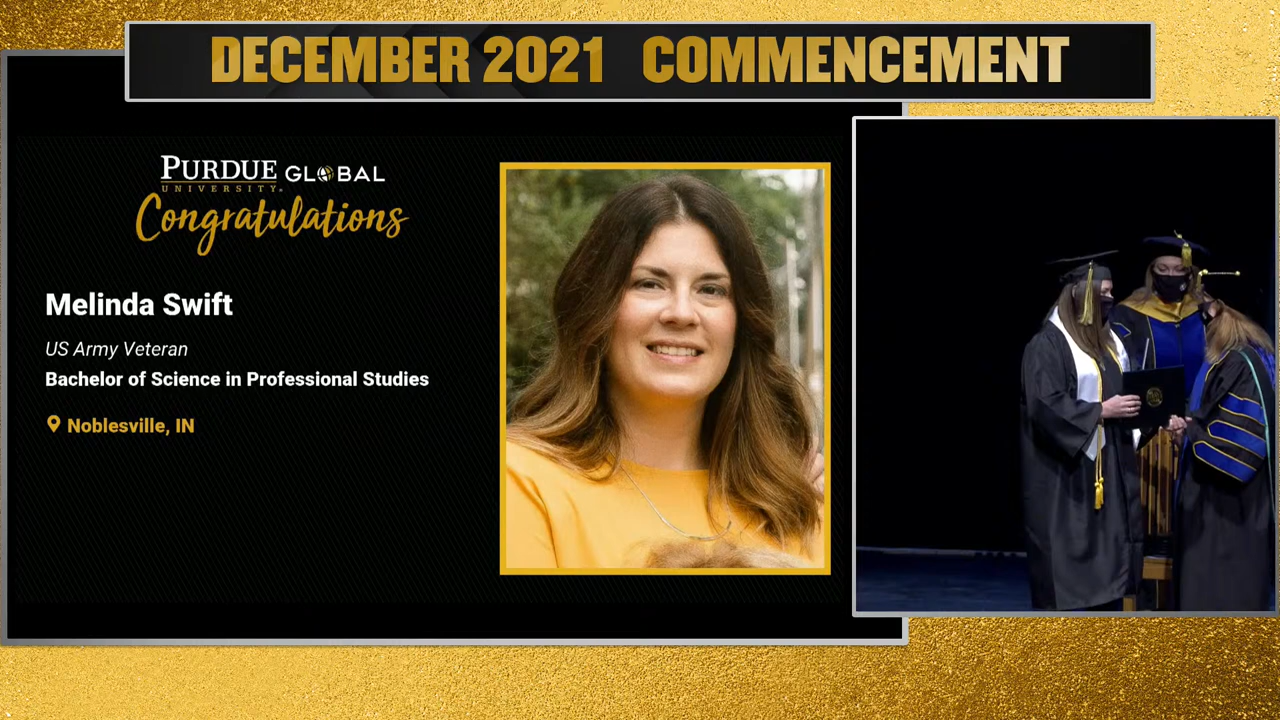 DECEMBER 2021 COMMENCEMENT
PURDUE GLOBAL
UNIVERSITY
Congratulations
Melinda Swift
US Army Veteran
Bachelor of Science in Professional Studies
Noblesville, IN